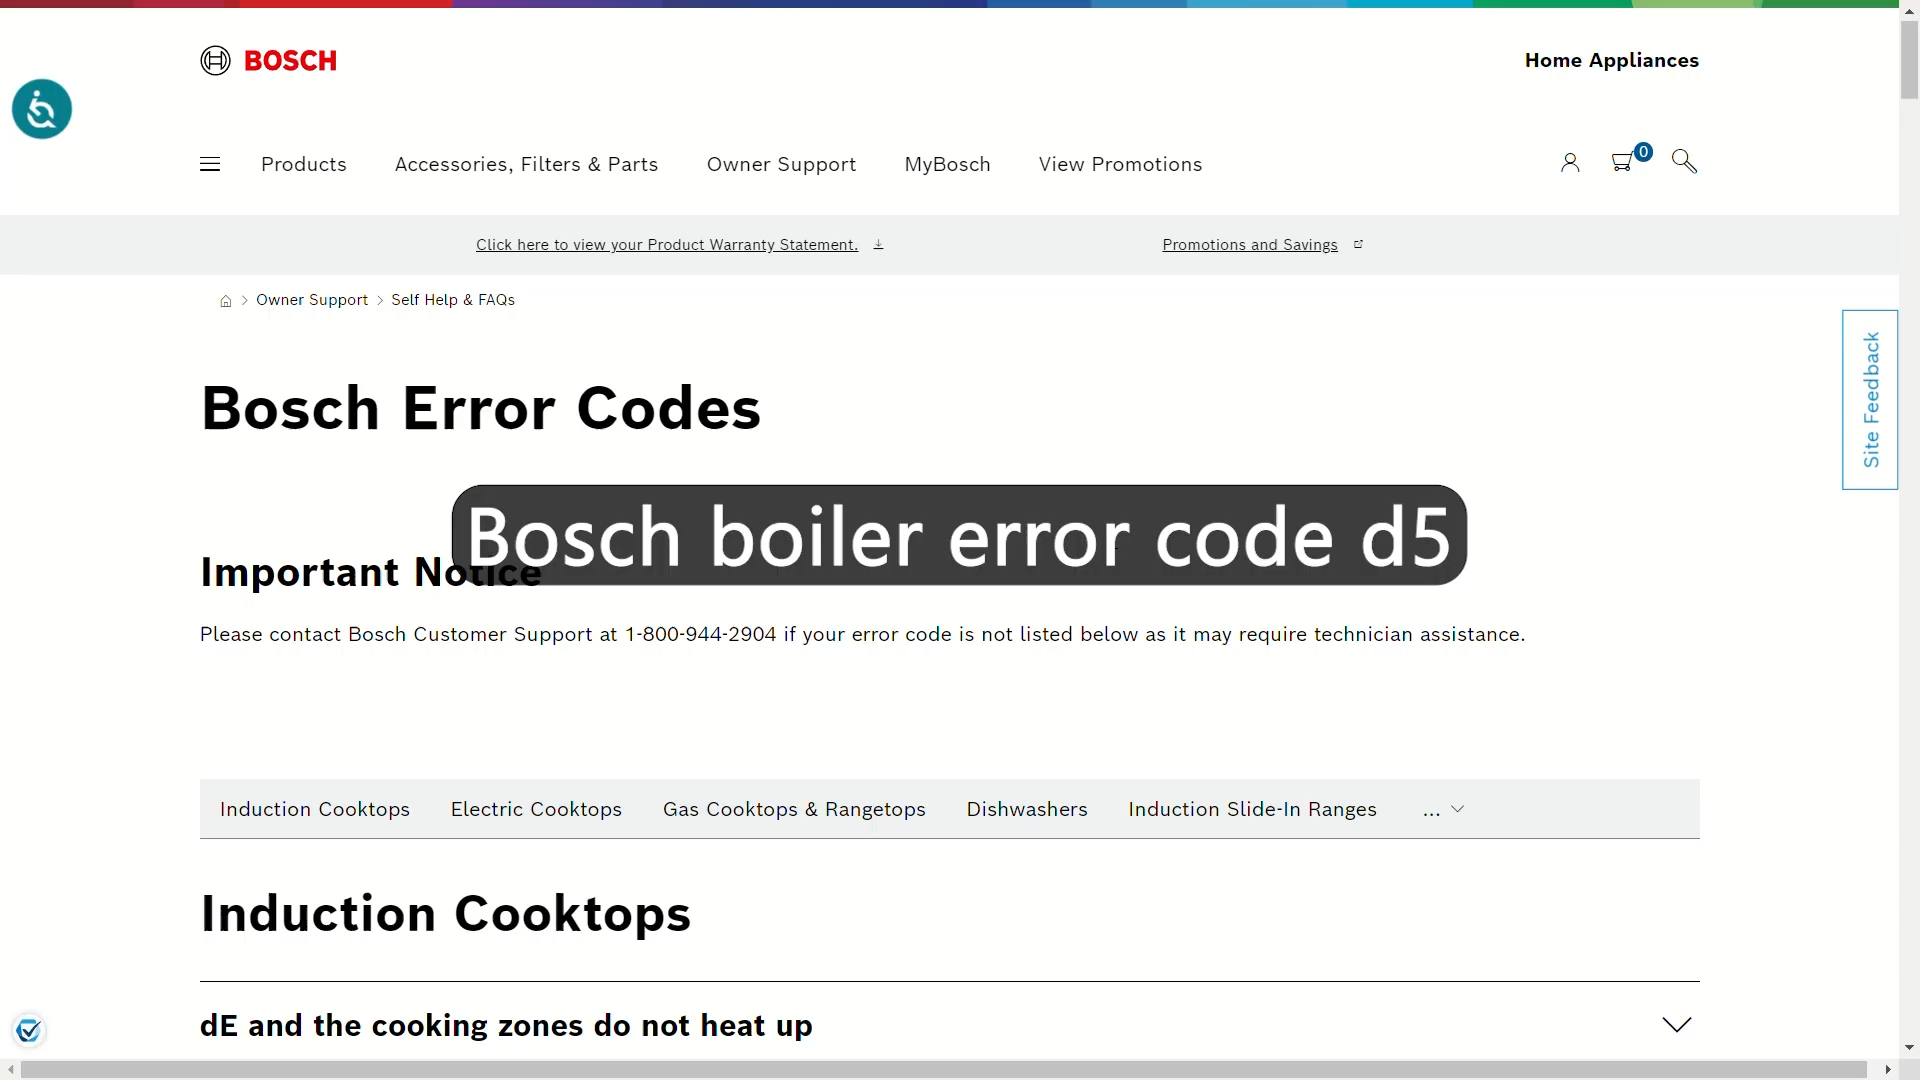 BOSCH
Home Appliances
Products Accessories, Filters & Parts Owner Support MyBosch View Promotions
0
Click here to view your Product Warranty Statement. Promotions and Savings
Owner Support Self Help & FAQs
Site Feedback
Bosch Error Codes
Bosch boiler error code d5
Important Notice
Please contact Bosch Customer Support at 1-800-944-2904 if your error code is not listed below as it may require technician assistance.
Induction Cooktops Electric Cooktops Gas Cooktops & Rangetops Dishwashers Induction Slide-In Ranges ...
Induction Cooktops
dE and the cooking zones do not heat up